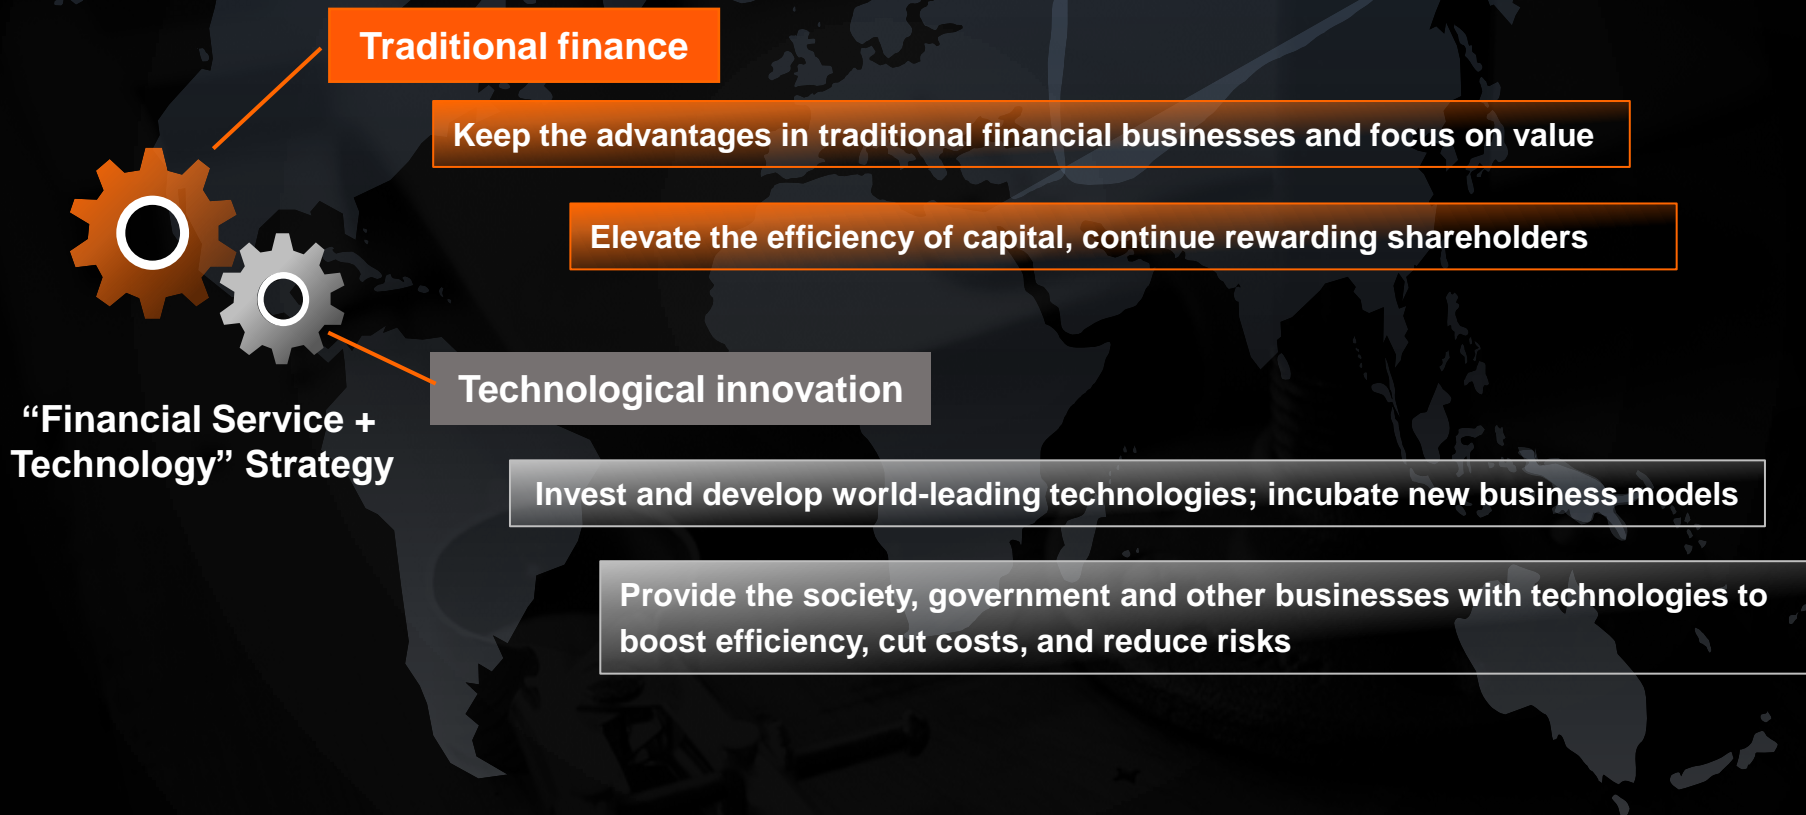 Traditional finance
Keep the advantages in traditional financial businesses and focus on value
Elevate the efficiency of capital, continue rewarding shareholders
Technological innovation
“Financial Service +
Technology” Strategy
Invest and develop world-leading technologies; incubate new business models
Provide the society, government and other businesses with technologies to
boost efficiency, cut costs, and reduce risks